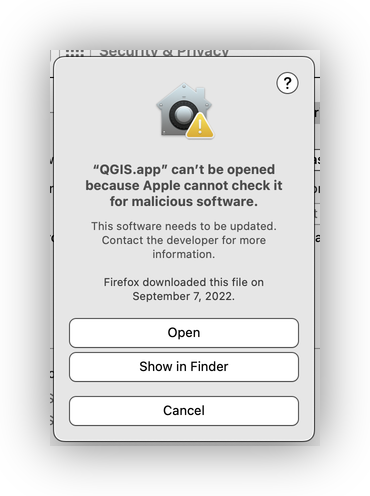 Security & Privacy
?
“QGIS.app” can’t be opened
because Apple cannot check it
for malicious software.
This software needs to be updated.
Contact the developer for more
information.
Firefox downloaded this file on
September 7, 2022.
Open
Show in Finder
Cancel